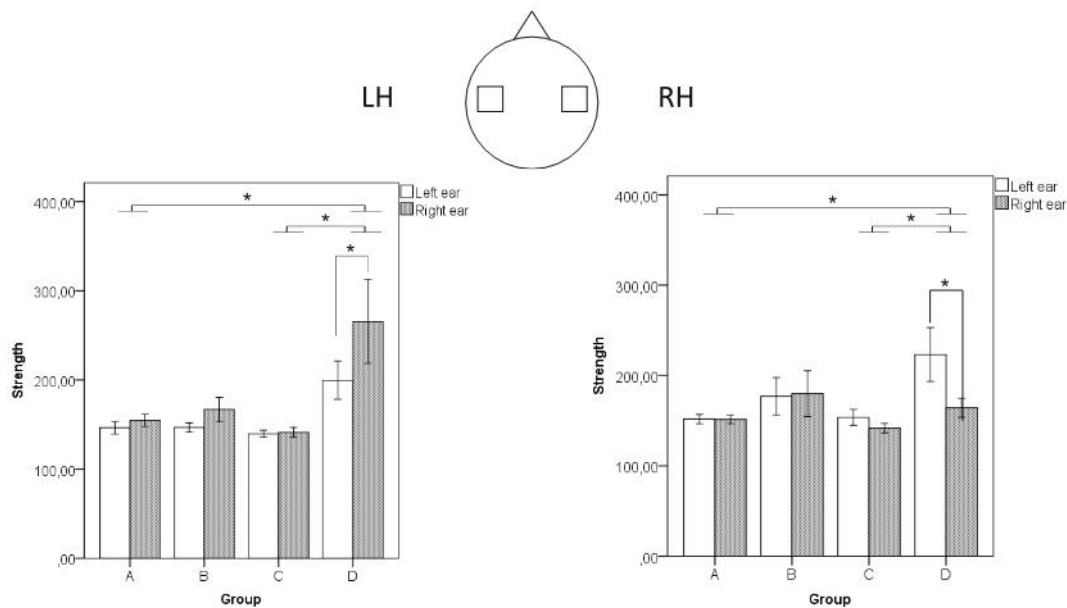 LH
RH
Left ear
Right ear
400,00
300,00
200,00
100,00
,00
Strength
*
*
*
A
B
C
D
Group
Left ear
Right ear
400,00
300,00
200,00
100,00
,00
Strength
*
*
*
A
B
C
D
Group